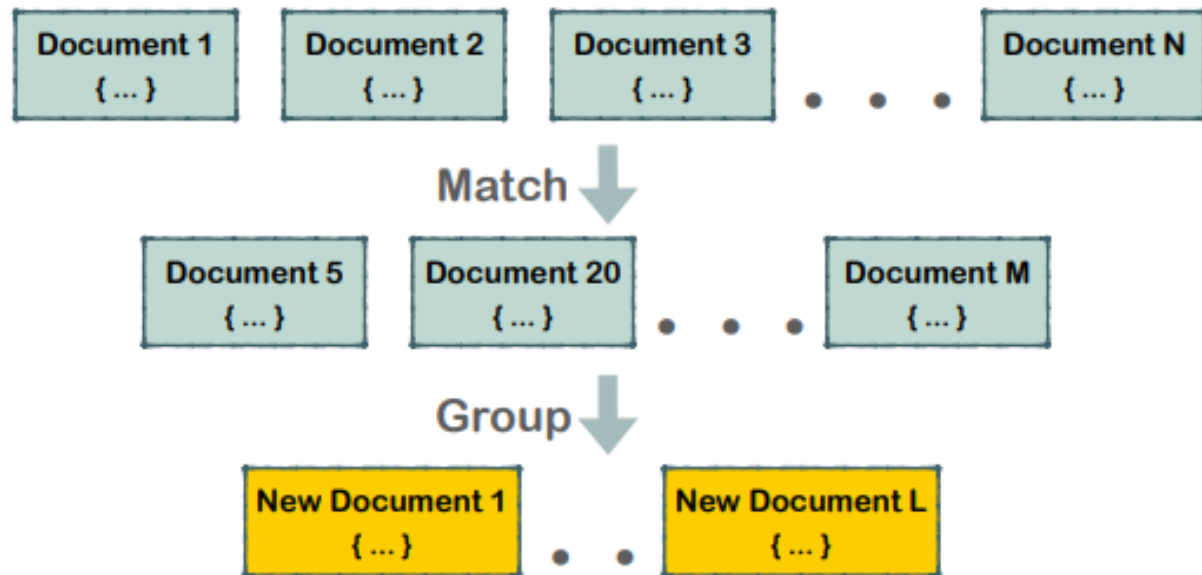 Document 1
{ ... }
Document 2
{ ... }
Document 3
{ ... }
. . .
Document N
{ ... }
Match
Document 5
{ ... }
Document 20
{ ... }
. . .
Document M
{ ... }
Group
New Document 1
{ ... }
. .
New Document L
{ ... }